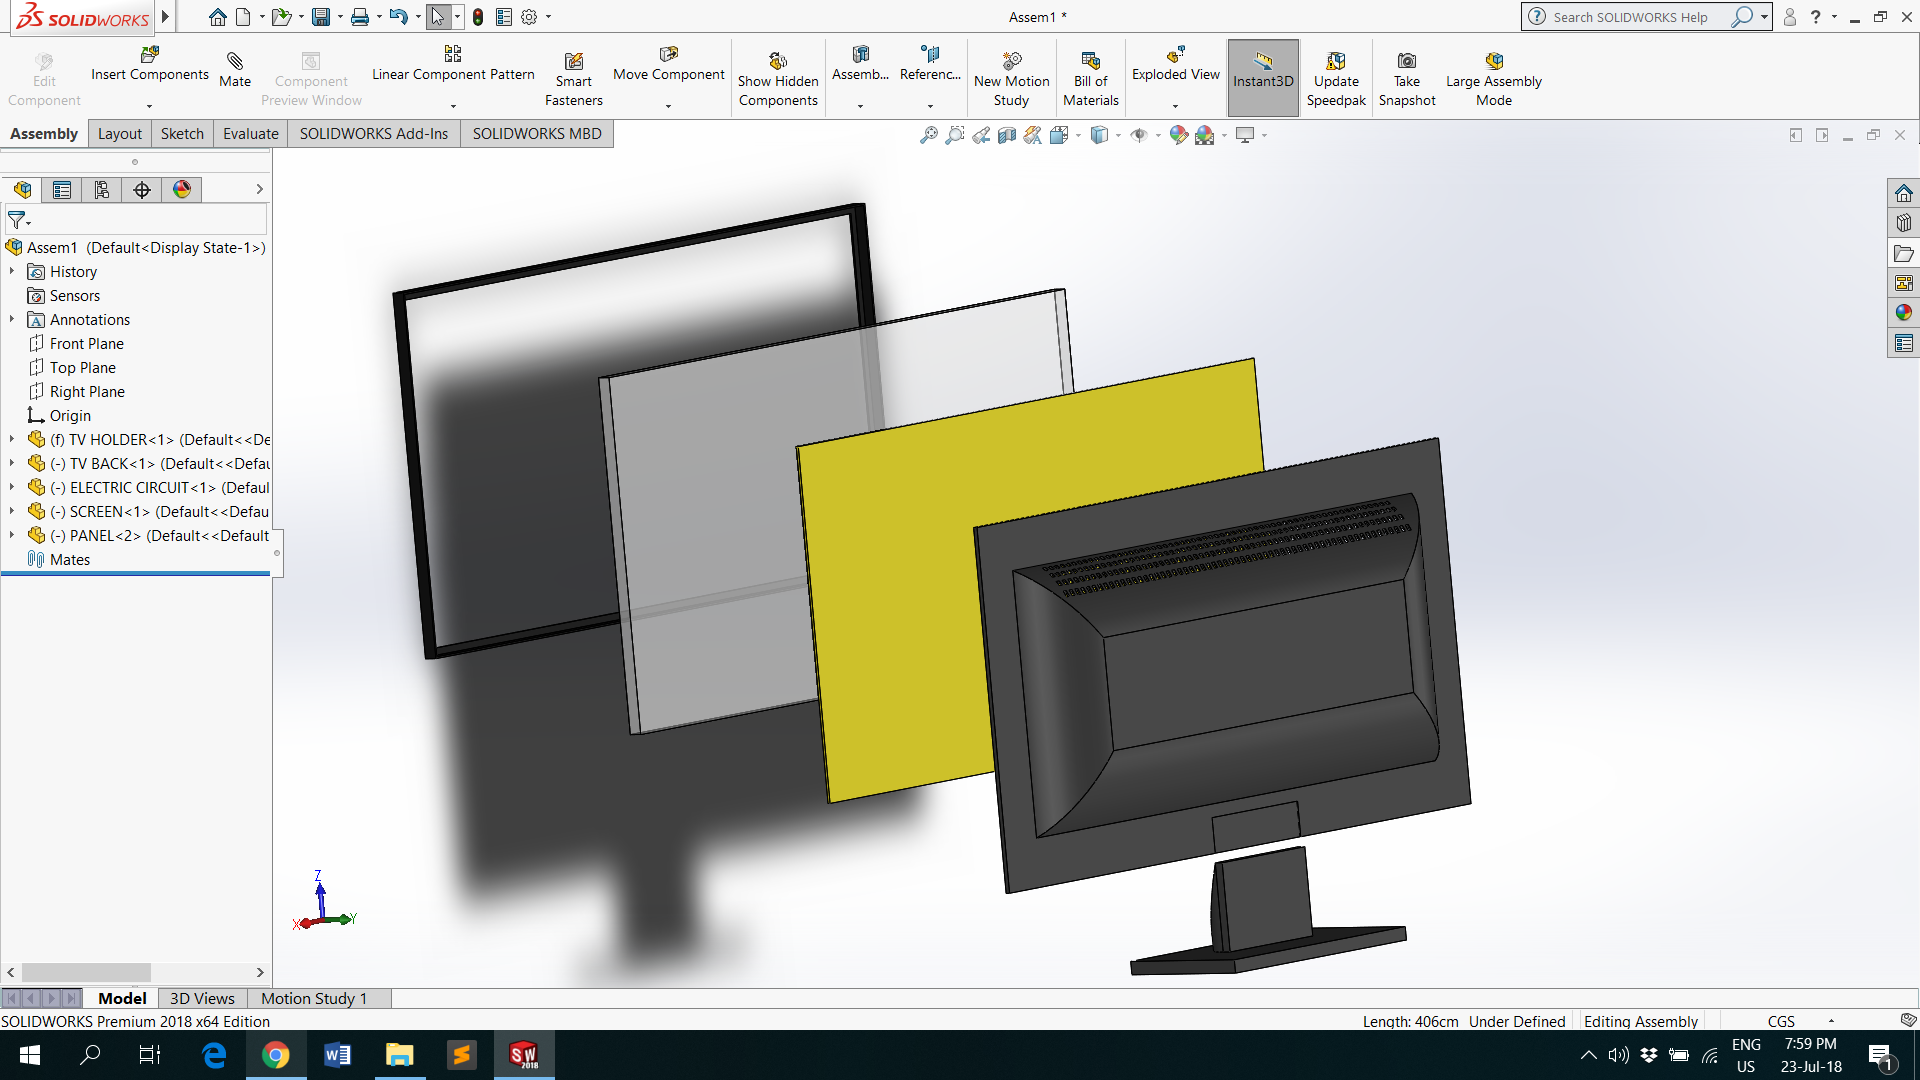 SOLIDWORKS
Assem1 *
Search SOLIDWORKS Help
Edit Component
Insert Components
Mate
Component Preview Window
Linear Component Pattern
Smart Fasteners
Move Component
Show Hidden Components
Assemb...
Referenc...
New Motion Study
Bill of Materials
Exploded View
Instant3D
Update Speedpak
Take Snapshot
Large Assembly Mode
Assembly
Layout
Sketch
Evaluate
SOLIDWORKS Add-Ins
SOLIDWORKS MBD
Assem1 (Default<Display State-1>)
History
Sensors
A Annotations
Front Plane
Top Plane
Right Plane
Origin
(f) TV HOLDER<1> (Default<<De
(-) TV BACK<1> (Default<<Defau
(-) ELECTRIC CIRCUIT<1> (Defaul
(-) SCREEN<1> (Default<<Defau
(-) PANEL<2> (Default<<Default
Mates
Z
X
Y
Model
3D Views
Motion Study 1
SOLIDWORKS Premium 2018 x64 Edition
Length: 406cm
Under Defined
Editing Assembly
CGS
SW
2018
ENG
US
7:59 PM
23-Jul-18
1